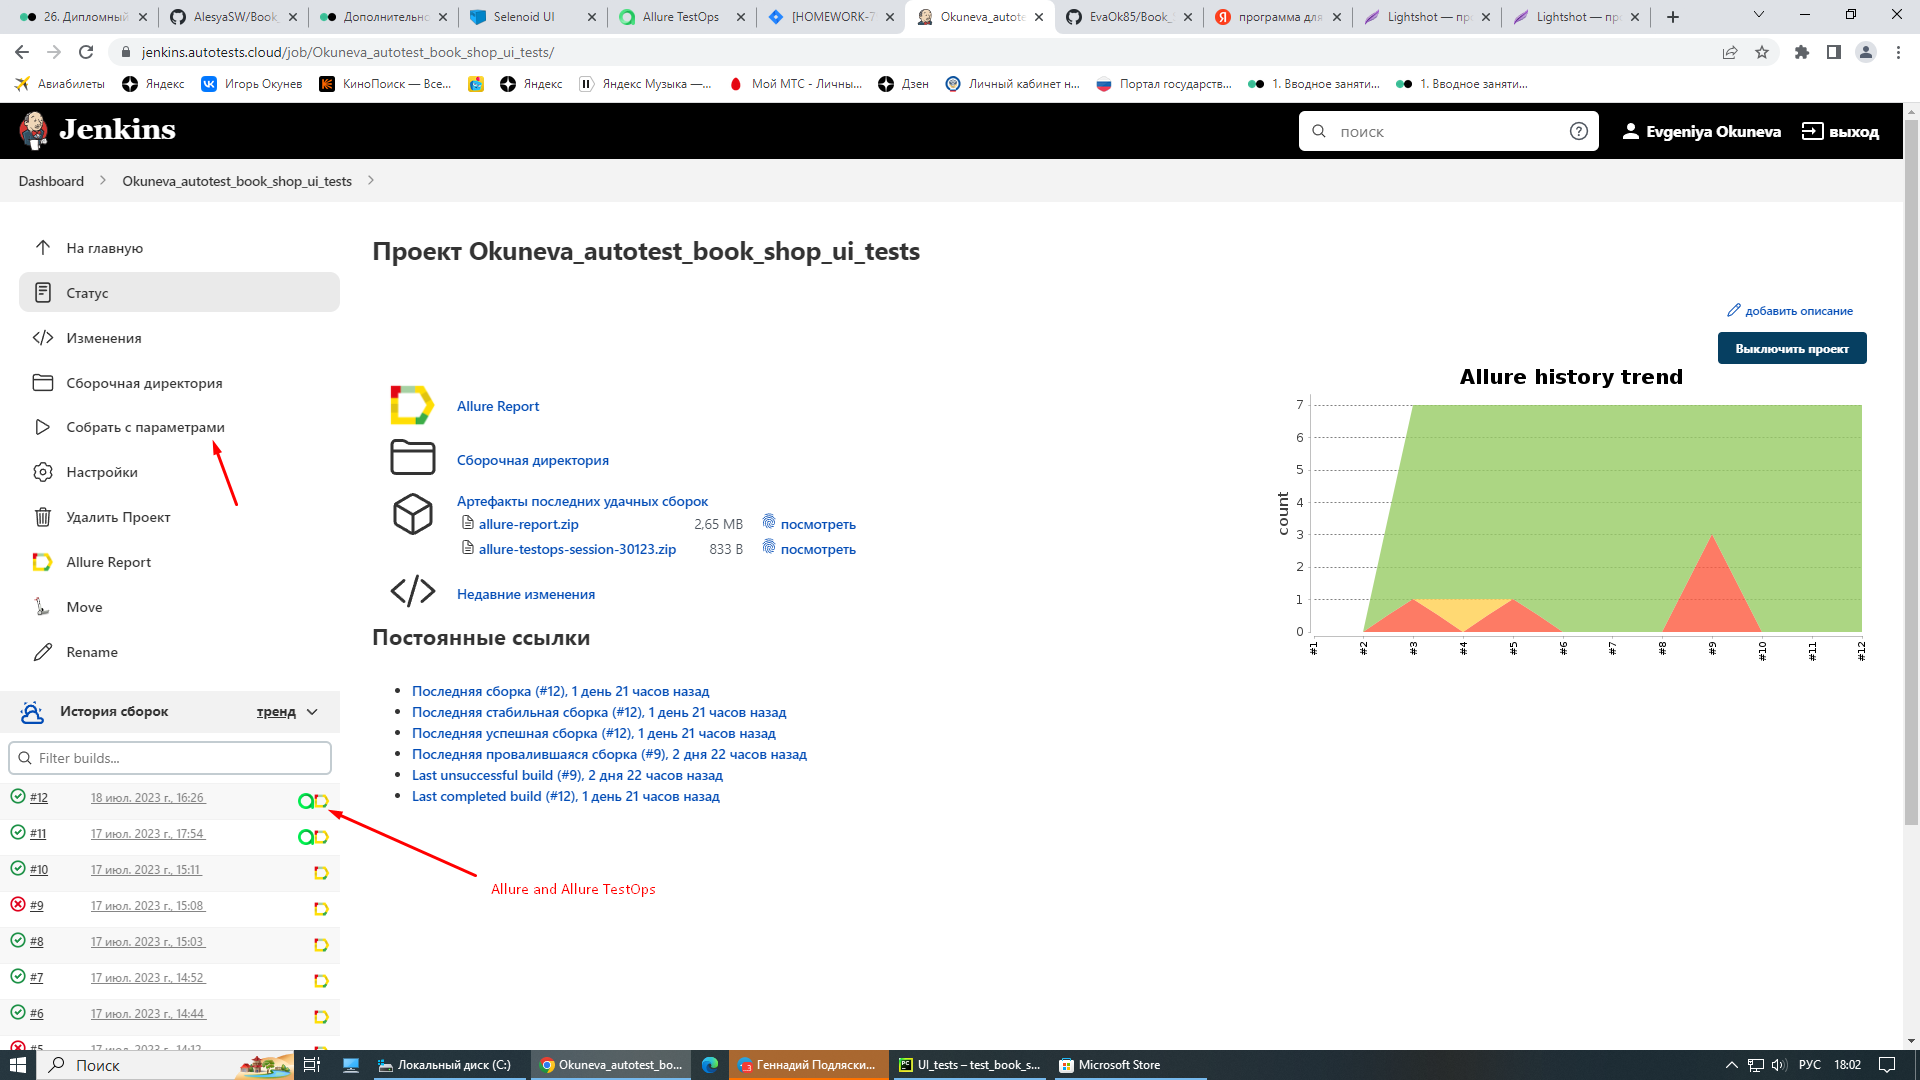 26. Дипломный
AlesyaSW/Book_
Дополнительно
Selenoid UI
Allure TestOps
[HOMEWORK-7
Okuneva_autote
EvaOk85/Book_
программа для
Lightshot — пр
Lightshot — пр
jenkins.autotests.cloud/job/Okuneva_autotest_book_shop_ui_tests/
Авиабилеты
Яндекс
Игорь Окунев
КиноПоиск — Все...
Яндекс
Яндекс Музыка —...
Мой МТС - Личны...
Дзен
Личный кабинет н...
Портал государств...
1. Вводное заняти...
1. Вводное заняти...
Jenkins
поиск
Evgeniya Okuneva
выход
Dashboard
Okuneva_autotest_book_shop_ui_tests
На главную
Статус
Изменения
Сборочная директория
Собрать с параметрами
Настройки
Удалить Проект
Allure Report
Move
Rename
История сборок
тренд
Filter builds...
#12 18 июл. 2023 г., 16:26
#11 17 июл. 2023 г., 17:54
#10 17 июл. 2023 г., 15:11
#9 17 июл. 2023 г., 15:08
#8 17 июл. 2023 г., 15:03
#7 17 июл. 2023 г., 14:52
#6 17 июл. 2023 г., 14:44
#5 17 июл. 2023 г., 14:12
Проект Okuneva_autotest_book_shop_ui_tests
добавить описание
Выключить проект
Allure Report
Сборочная директория
Артефакты последних удачных сборок
allure-report.zip 2,65 MB посмотреть
allure-testops-session-30123.zip 833 B посмотреть
Недавние изменения
Allure history trend
count
7
6
5
4
3
2
1
0
#1 #2 #3 #4 #5 #6 #7 #8 #9 #10 #11 #12
Постоянные ссылки
Последняя сборка (#12), 1 день 21 часов назад
Последняя стабильная сборка (#12), 1 день 21 часов назад
Последняя успешная сборка (#12), 1 день 21 часов назад
Последняя провалившаяся сборка (#9), 2 дня 22 часов назад
Last unsuccessful build (#9), 2 дня 22 часов назад
Last completed build (#12), 1 день 21 часов назад
Allure and Allure TestOps
Поиск
Локальный диск (C:)
Okuneva_autotest_bo...
Геннадий Подляски...
UI_tests – test_book_s...
Microsoft Store
РУС
18:02